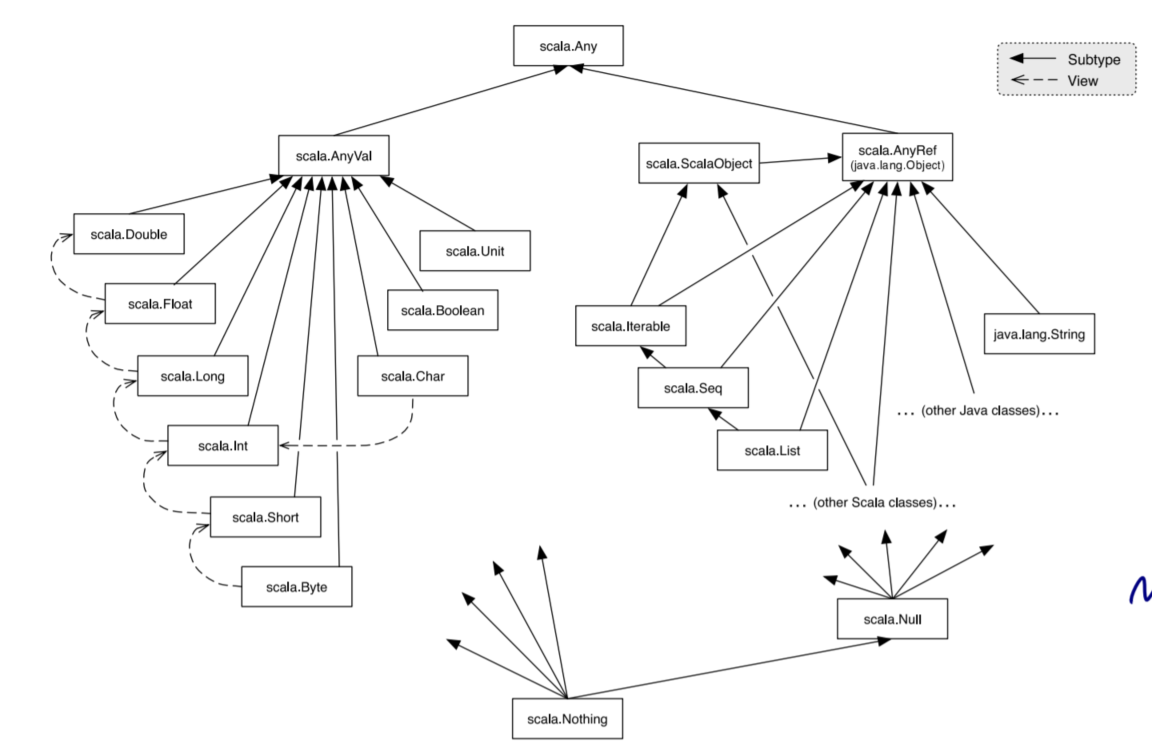 scala.Any
Subtype
View
scala.AnyVal
scala.ScalaObject
scala.AnyRef
(java.lang.Object)
scala.Double
scala.Unit
scala.Float
scala.Boolean
scala.Iterable
java.lang.String
scala.Long
scala.Char
scala.Seq
... (other Java classies)...
scala.Int
scala.List
... (other Scala classes)...
scala.Short
scala.Byte
scala.Null
scala.Nothing